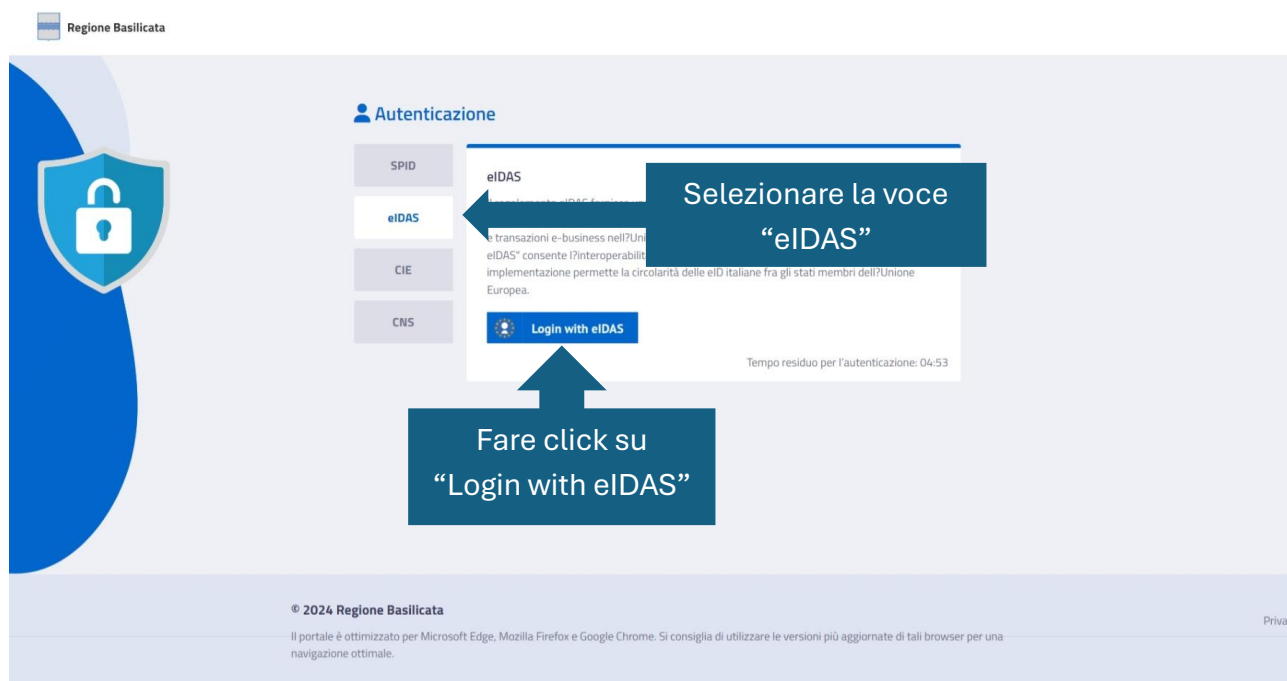 Regione Basilicata
Autenticazione
SPID
eIDAS
CIE
CNS
eIDAS
Selezionare la voce
“eIDAS”
e transazioni e-business nell?Uni
eIDAS" consente l?interoperabilit
implementazione permette la circolarità delle eID italiane fra gli stati membri dell?Unione
Europea.
Login with eIDAS
Tempo residuo per l'autenticazione: 04:53
Fare click su
“Login with eIDAS”
© 2024 Regione Basilicata
Il portale è ottimizzato per Microsoft Edge, Mozilla Firefox e Google Chrome. Si consiglia di utilizzare le versioni più aggiornate di tali browser per una
navigazione ottimale.
Priva